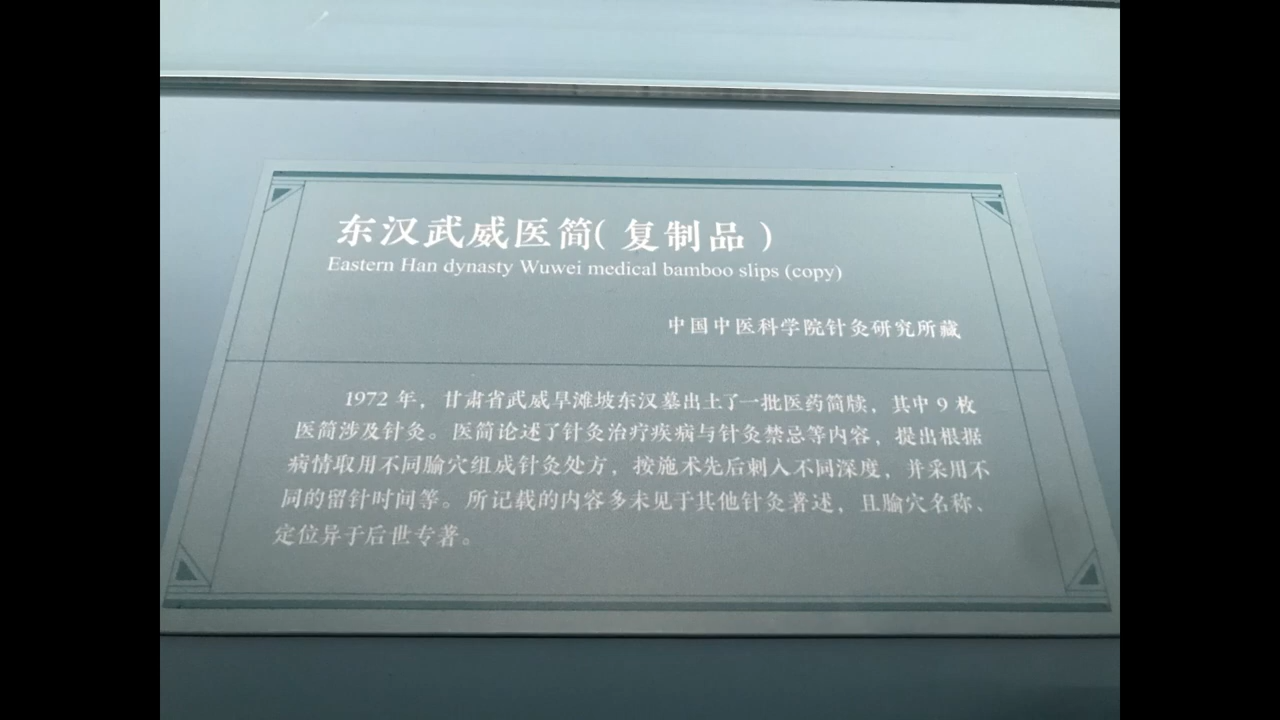 东汉武威医简(复制品)
Eastern Han dynasty Wuwei medical bamboo slips (copy)
中国中医科学院针灸研究所藏
1972 年，甘肃省武威旱滩坡东汉墓出土了一批医药简牍，其中 9 枚
医简涉及针灸。医简论述了针灸治疗疾病与针灸禁忌等内容，提出根据
病情取用不同腧穴组成针灸处方，按施术先后刺入不同深度，并采用不
同的留针时间等。所记载的内容多未见于其他针灸著述，且腧穴名称、
定位异于后世专著。